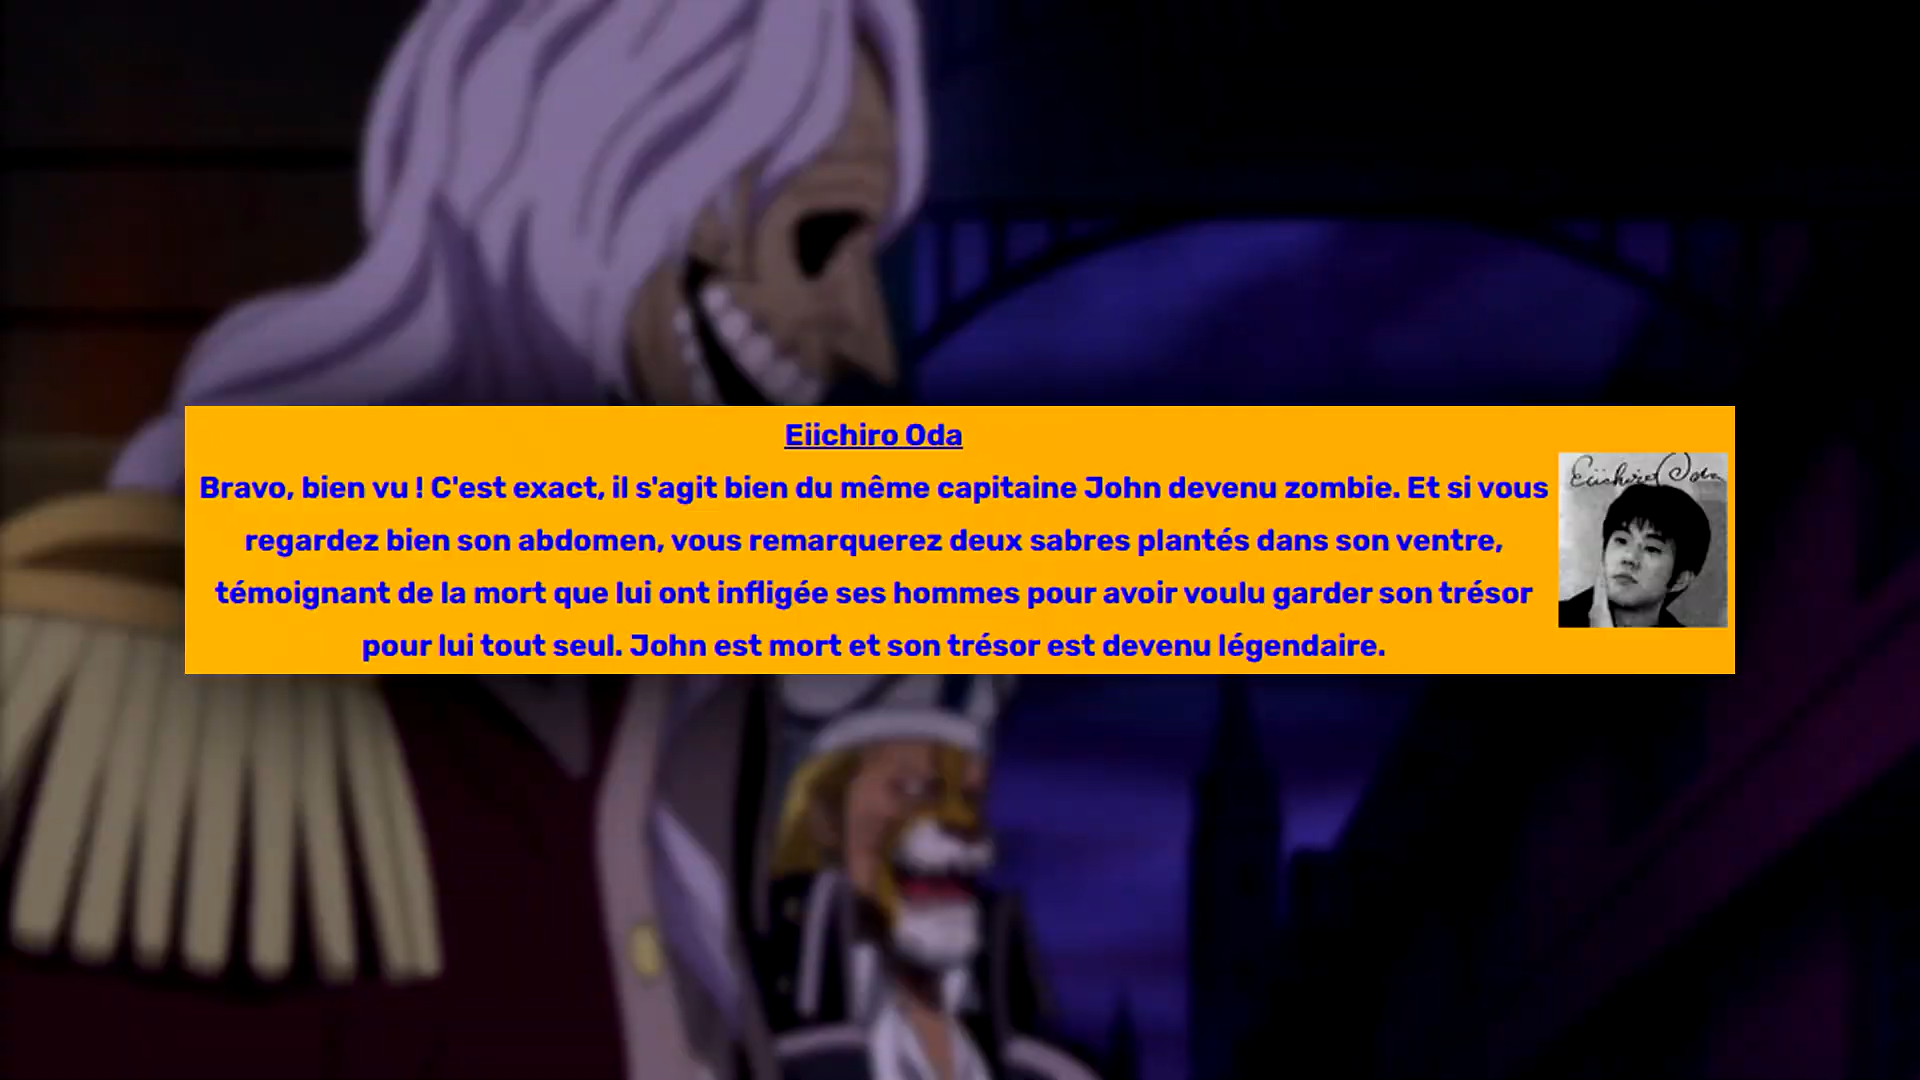 Eiichiro Oda
Bravo, bien vu ! C'est exact, il s'agit bien du même capitaine John devenu zombie. Et si vous
regardez bien son abdomen, vous remarquerez deux sabres plantés dans son ventre,
témoignant de la mort que lui ont infligée ses hommes pour avoir voulu garder son trésor
pour lui tout seul. John est mort et son trésor est devenu légendaire.
Eiichiro Oda